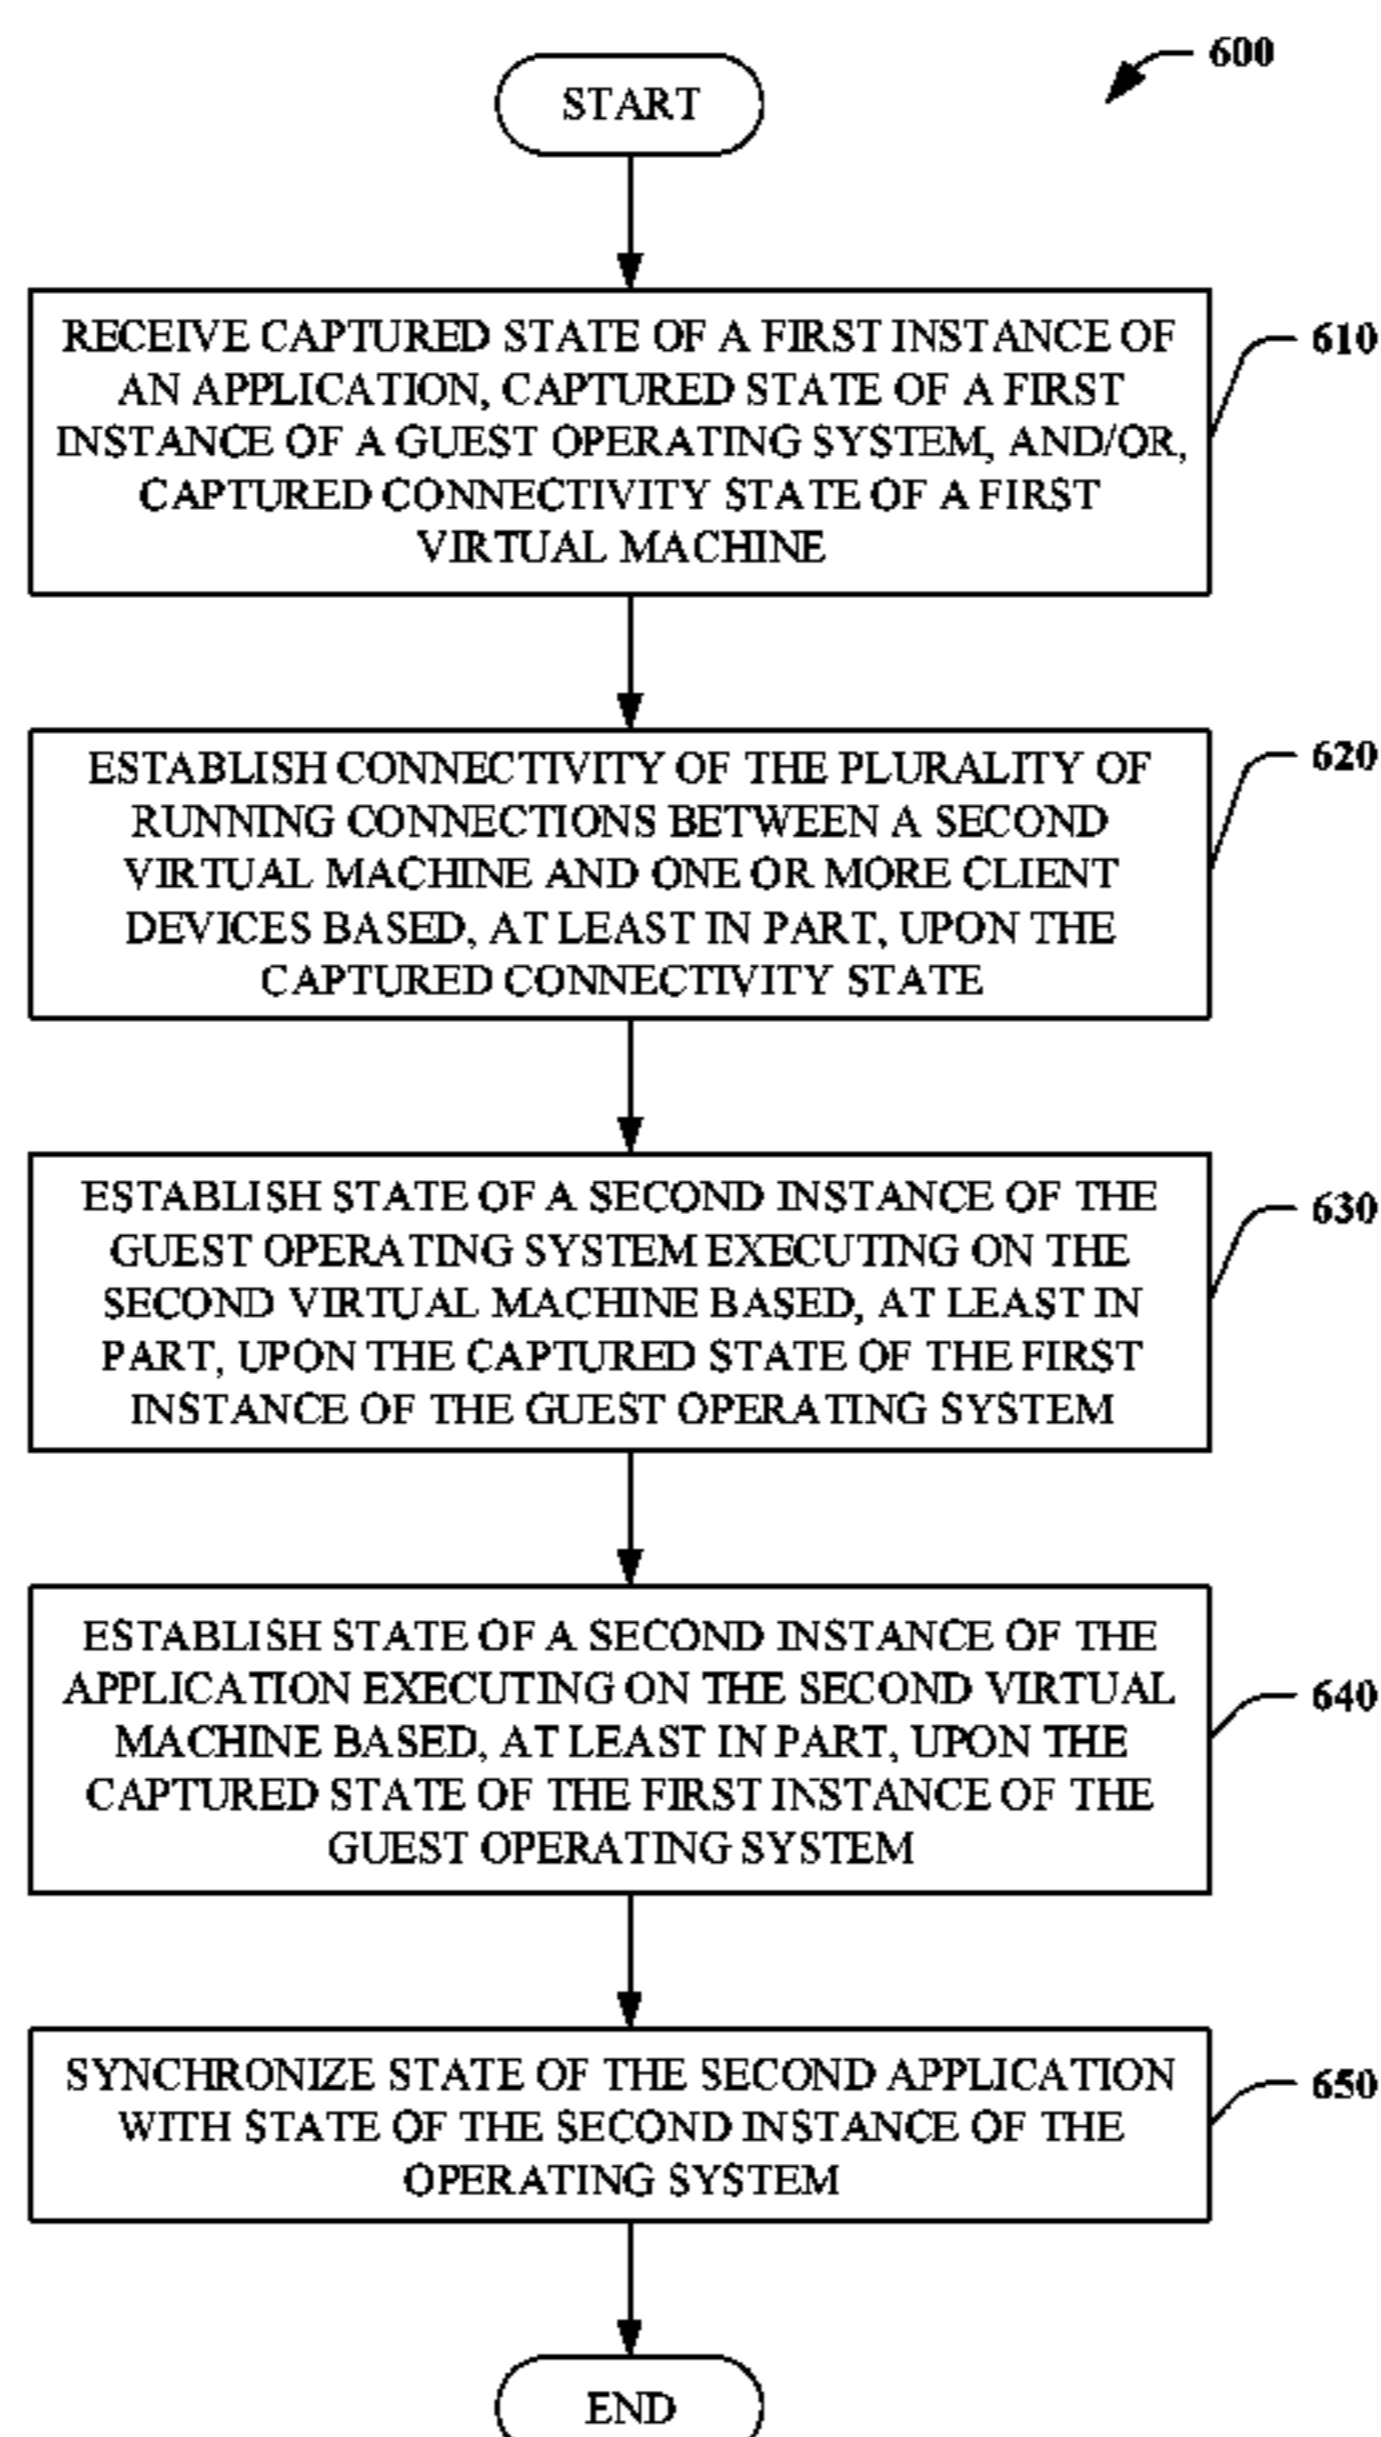 600
START
RECEIVE CAPTURED STATE OF A FIRST INSTANCE OF
AN APPLICATION, CAPTURED STATE OF A FIRST
INSTANCE OF A GUEST OPERATING SYSTEM, AND/OR,
CAPTURED CONNECTIVITY STATE OF A FIRST
VIRTUAL MACHINE
610
ESTABLISH CONNECTIVITY OF THE PLURALITY OF
RUNNING CONNECTIONS BETWEEN A SECOND
VIRTUAL MACHINE AND ONE OR MORE CLIENT
DEVICES BASED, AT LEAST IN PART, UPON THE
CAPTURED CONNECTIVITY STATE
620
ESTABLISH STATE OF A SECOND INSTANCE OF THE
GUEST OPERATING SYSTEM EXECUTING ON THE
SECOND VIRTUAL MACHINE BASED, AT LEAST IN
PART, UPON THE CAPTURED STATE OF THE FIRST
INSTANCE OF THE GUEST OPERATING SYSTEM
630
ESTABLISH STATE OF A SECOND INSTANCE OF THE
APPLICATION EXECUTING ON THE SECOND VIRTUAL
MACHINE BASED, AT LEAST IN PART, UPON THE
CAPTURED STATE OF THE FIRST INSTANCE OF THE
GUEST OPERATING SYSTEM
640
SYNCHRONIZE STATE OF THE SECOND APPLICATION
WITH STATE OF THE SECOND INSTANCE OF THE
OPERATING SYSTEM
650
END